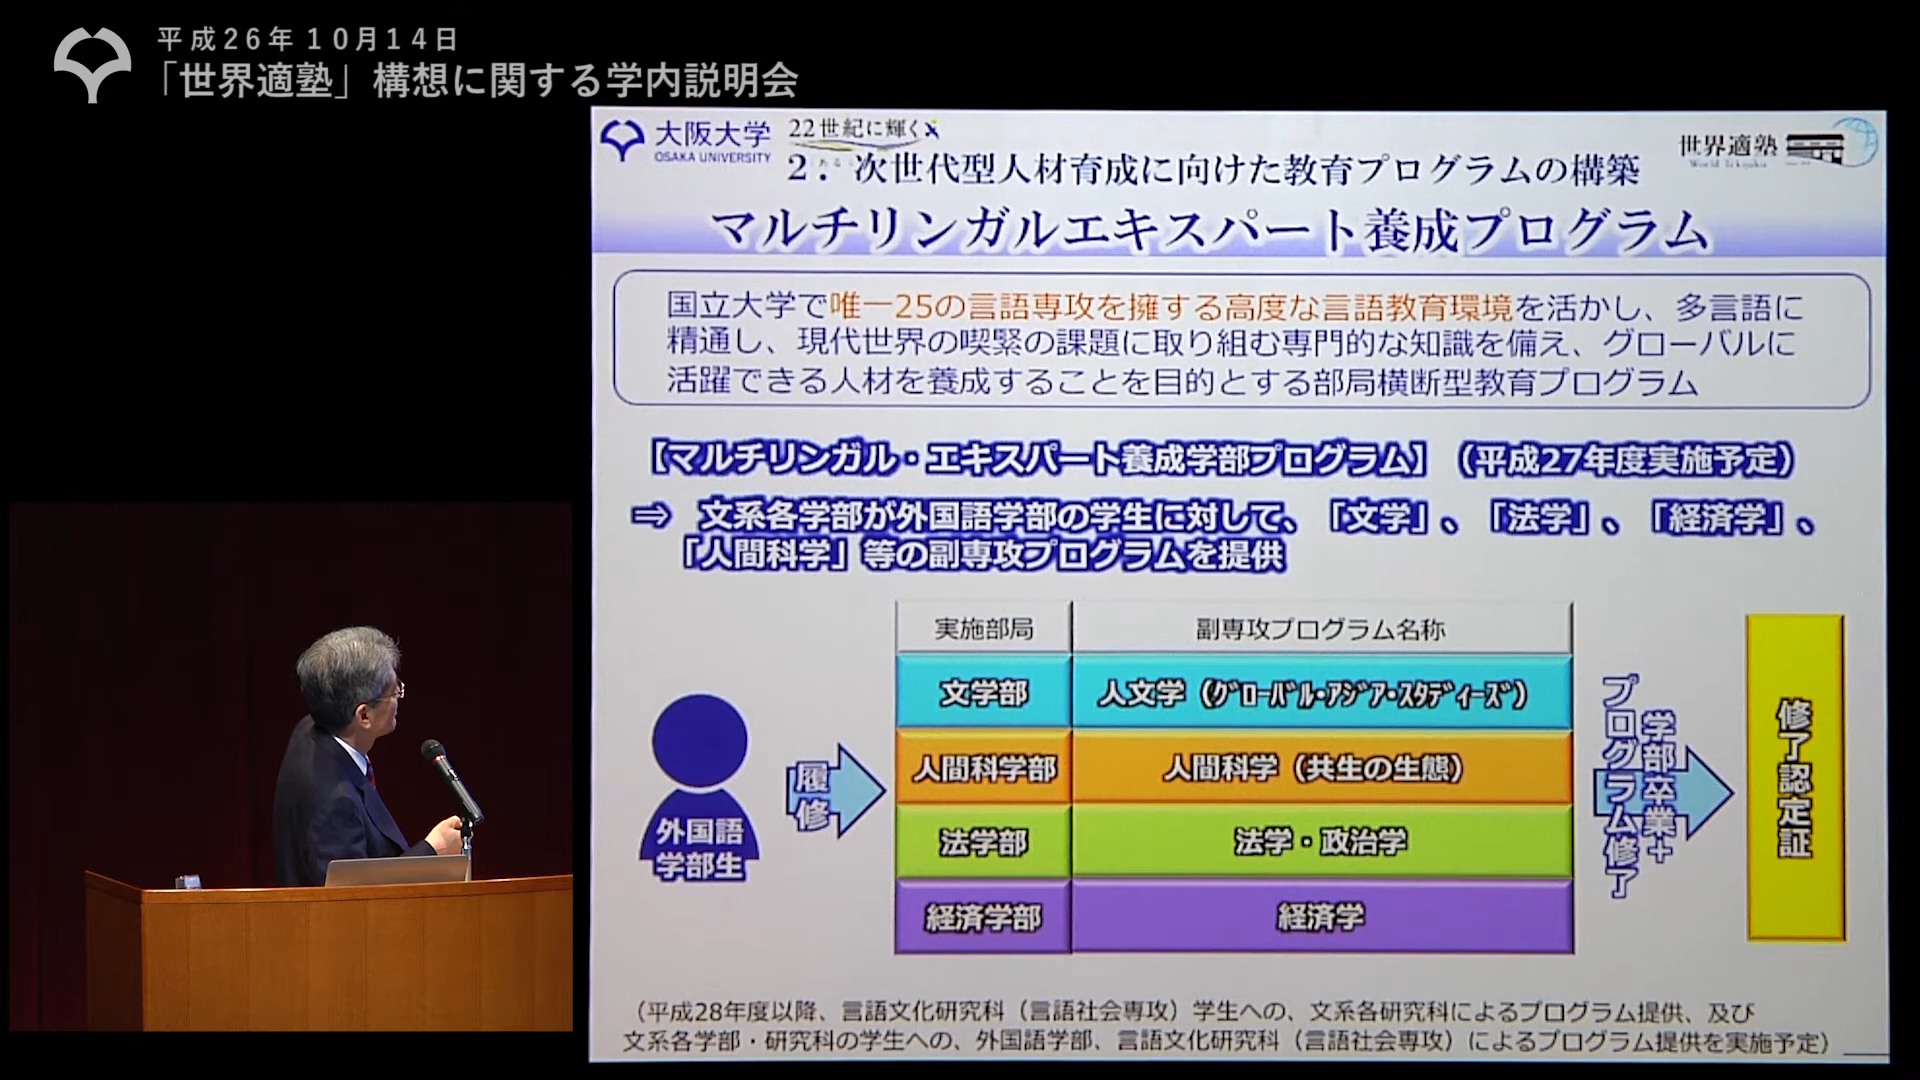 平成26年10月14日
「世界適塾」構想に関する学内説明会
大阪大学
OSAKA UNIVERSITY
22世紀に輝く
世界適塾
World Tekijuku
2．次世代型人材育成に向けた教育プログラムの構築
マルチリンガルエキスパート養成プログラム
国立大学で唯一25の言語専攻を擁する高度な言語教育環境を活かし、多言語に
精通し、現代世界の喫緊の課題に取り組む専門的な知識を備え、グローバルに
活躍できる人材を養成することを目的とする部局横断型教育プログラム
【マルチリンガル・エキスパート養成学部プログラム】（平成27年度実施予定）
⇒ 文系各学部が外国語学部の学生に対して、「文学」、「法学」、「経済学」、
「人間科学」等の副専攻プログラムを提供
外国語
学部生
履修
実施部局 副専攻プログラム名称
文学部 人文学（ｸﾞﾛｰﾊﾞﾙ・ｱｼﾞｱ・ｽﾀﾃﾞｨｰｽﾞ）
人間科学部 人間科学（共生の生態）
法学部 法学・政治学
経済学部 経済学
学部卒業＋
プログラム修了
修了認定証
（平成28年度以降、言語文化研究科（言語社会専攻）学生への、文系各研究科によるプログラム提供、及び
文系各学部・研究科の学生への、外国語学部、言語文化研究科（言語社会専攻）によるプログラム提供を実施予定）